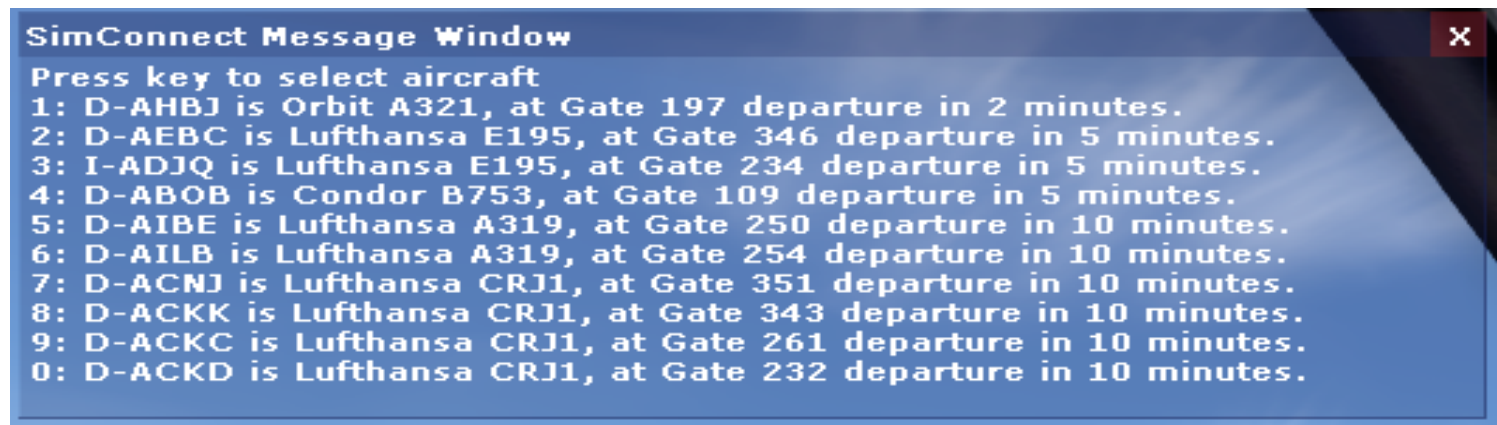 SimConnect Message Window
X
Press key to select aircraft
1: D-AHBJ is Orbit A321, at Gate 197 departure in 2 minutes.
2: D-AEBC is Lufthansa E195, at Gate 346 departure in 5 minutes.
3: I-ADJQ is Lufthansa E195, at Gate 234 departure in 5 minutes.
4: D-ABOB is Condor B753, at Gate 109 departure in 5 minutes.
5: D-AIBE is Lufthansa A319, at Gate 250 departure in 10 minutes.
6: D-AILB is Lufthansa A319, at Gate 254 departure in 10 minutes.
7: D-ACNJ is Lufthansa CRJ1, at Gate 351 departure in 10 minutes.
8: D-ACKK is Lufthansa CRJ1, at Gate 343 departure in 10 minutes.
9: D-ACKC is Lufthansa CRJ1, at Gate 261 departure in 10 minutes.
0: D-ACKD is Lufthansa CRJ1, at Gate 232 departure in 10 minutes.